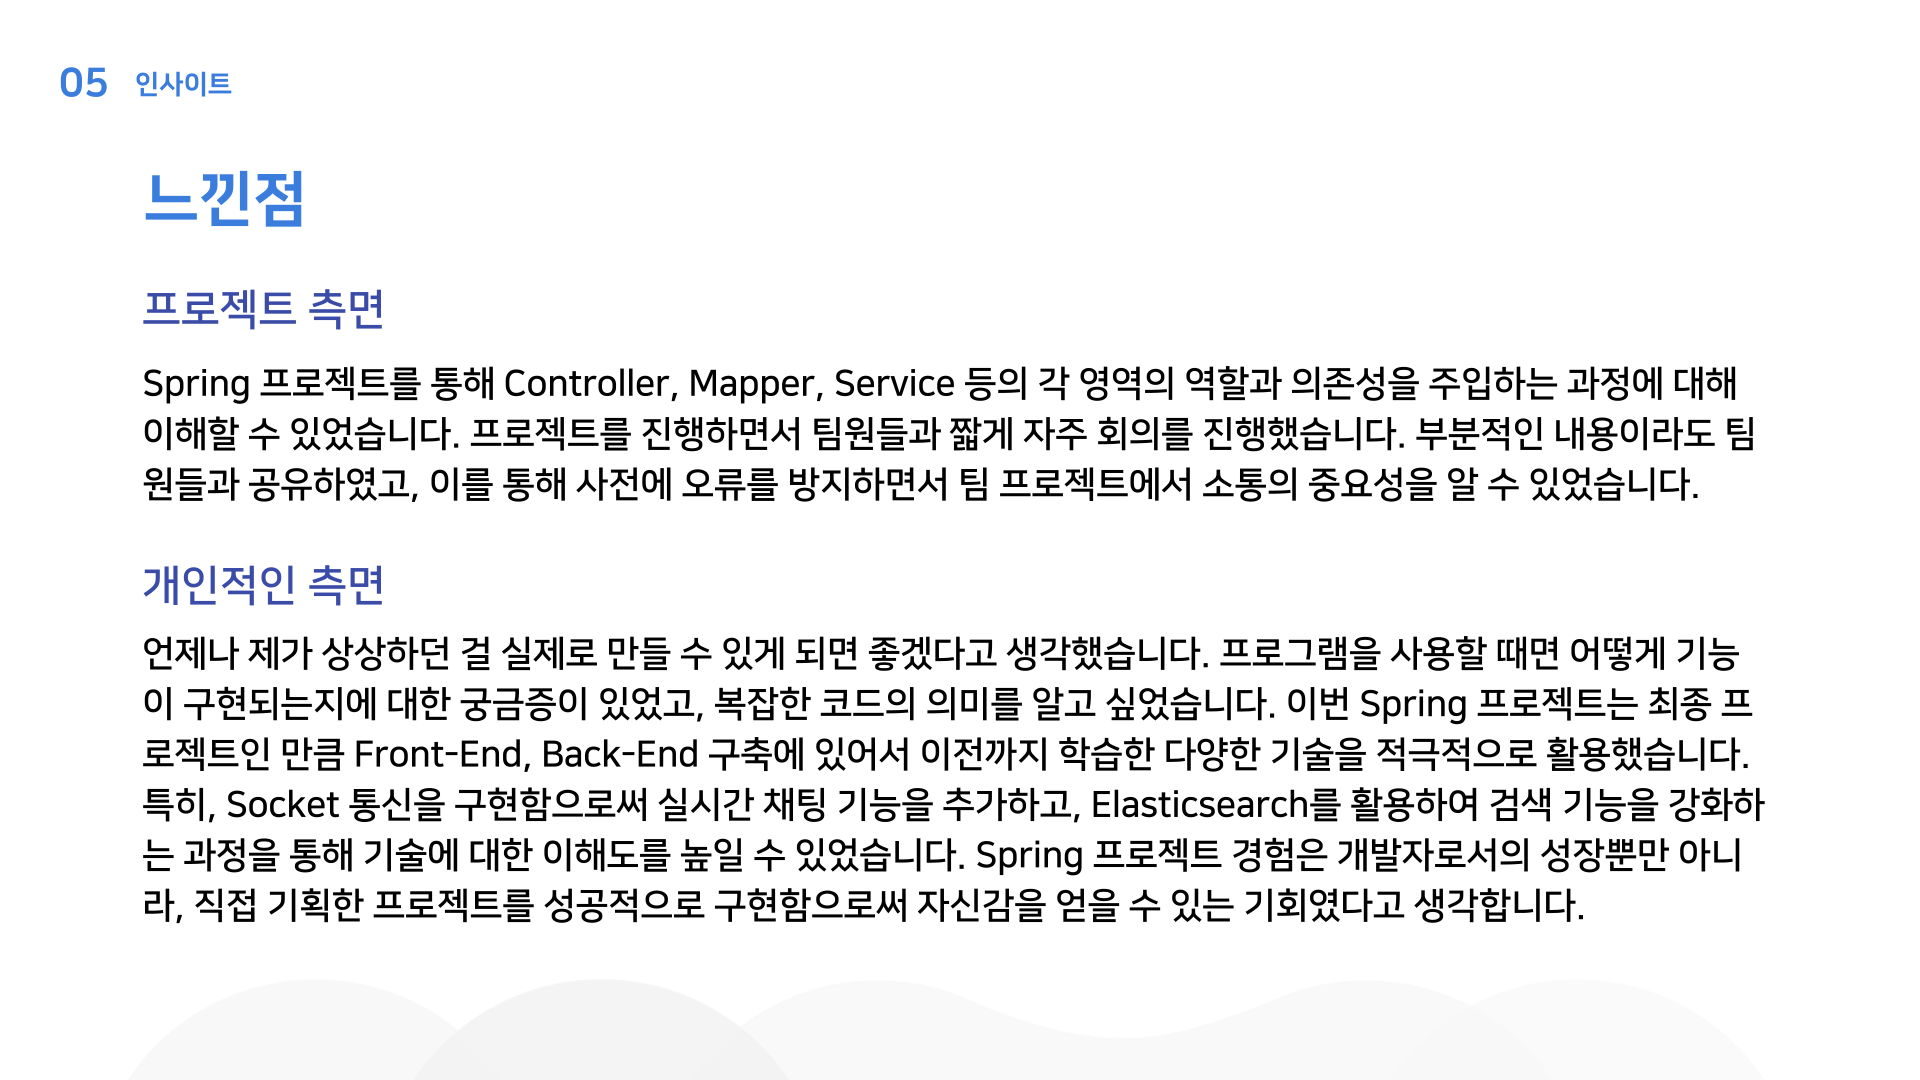 05 인사이트
느낀점
프로젝트 측면
Spring 프로젝트를 통해 Controller, Mapper, Service 등의 각 영역의 역할과 의존성을 주입하는 과정에 대해
이해할 수 있었습니다. 프로젝트를 진행하면서 팀원들과 짧게 자주 회의를 진행했습니다. 부분적인 내용이라도 팀
원들과 공유하였고, 이를 통해 사전에 오류를 방지하면서 팀 프로젝트에서 소통의 중요성을 알 수 있었습니다.
개인적인 측면
언제나 제가 상상하던 걸 실제로 만들 수 있게 되면 좋겠다고 생각했습니다. 프로그램을 사용할 때면 어떻게 기능
이 구현되는지에 대한 궁금증이 있었고, 복잡한 코드의 의미를 알고 싶었습니다. 이번 Spring 프로젝트는 최종 프
로젝트인 만큼 Front-End, Back-End 구축에 있어서 이전까지 학습한 다양한 기술을 적극적으로 활용했습니다.
특히, Socket 통신을 구현함으로써 실시간 채팅 기능을 추가하고, Elasticsearch를 활용하여 검색 기능을 강화하
는 과정을 통해 기술에 대한 이해도를 높일 수 있었습니다. Spring 프로젝트 경험은 개발자로서의 성장뿐만 아니
라, 직접 기획한 프로젝트를 성공적으로 구현함으로써 자신감을 얻을 수 있는 기회였다고 생각합니다.